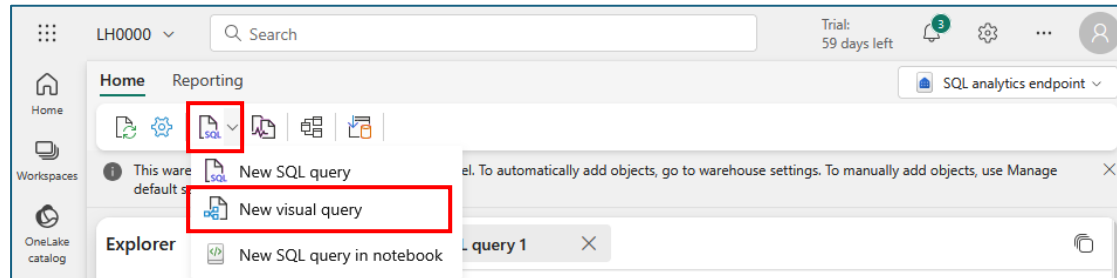 LH0000
Search
Trial:
59 days left
3
Home
Reporting
SQL analytics endpoint
Home
Workspaces
OneLake
catalog
SQL
SQL
New SQL query
New visual query
New SQL query in notebook
This ware
el. To automatically add objects, go to warehouse settings. To manually add objects, use Manage
default s
Explorer
L query 1